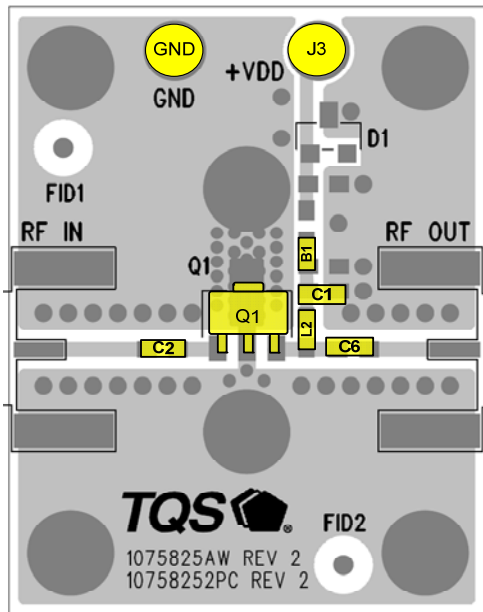 GND
J3
+VDD
GND
D1
FID1
RF IN
RF OUT
B1
Q1
C1
Q1
L2
C2
C6
TQS
®
FID2
1075825AW REV 2
10758252PC REV 2